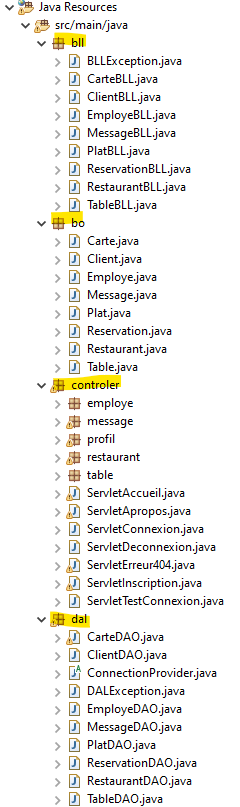 Java Resources
src/main/java
bll
BLLException.java
CarteBLL.java
ClientBLL.java
EmployeBLL.java
MessageBLL.java
PlatBLL.java
ReservationBLL.java
RestaurantBLL.java
TableBLL.java
bo
Carte.java
Client.java
Employe.java
Message.java
Plat.java
Reservation.java
Restaurant.java
Table.java
controler
employe
message
profil
restaurant
table
ServletAccueil.java
ServletApropos.java
ServletConnexion.java
ServletDeconnexion.java
ServletErreur404.java
ServletInscription.java
ServletTestConnexion.java
dal
CarteDAO.java
ClientDAO.java
ConnectionProvider.java
DALException.java
EmployeDAO.java
MessageDAO.java
PlatDAO.java
ReservationDAO.java
RestaurantDAO.java
TableDAO.java